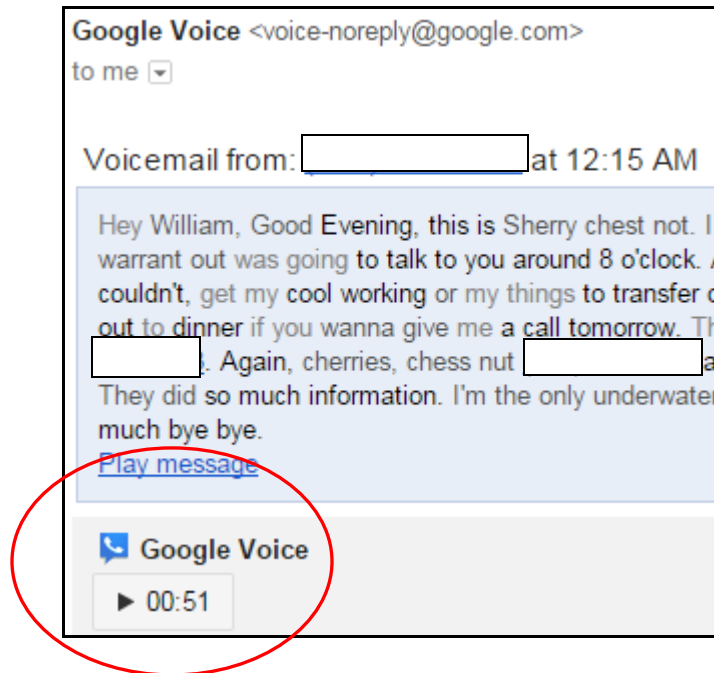 Google Voice <voice-noreply@google.com>
to me
Voicemail from: at 12:15 AM
Hey William, Good Evening, this is Sherry chest not. I
warrant out was going to talk to you around 8 o'clock.
couldn't, get my cool working or my things to transfer
out to dinner if you wanna give me a call tomorrow.
. Again, cherries, chess nut
They did so much information. I'm the only underwater
much bye bye.
Play message
Google Voice
00:51